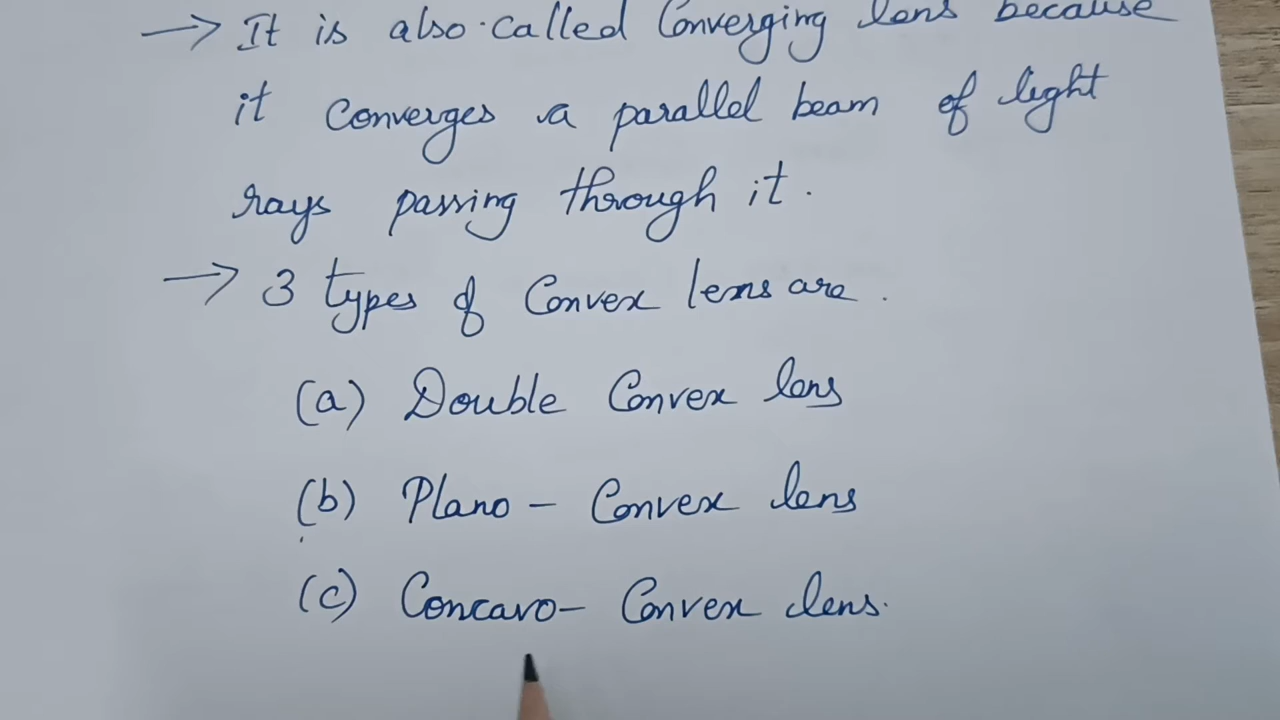 → It is also called Converging lens because
it converges a parallel beam of light
rays passing through it.
→ 3 types of Convex lens are.
(a) Double Convex lens
(b) Plano - Convex lens
(c) Concavo - Convex lens.